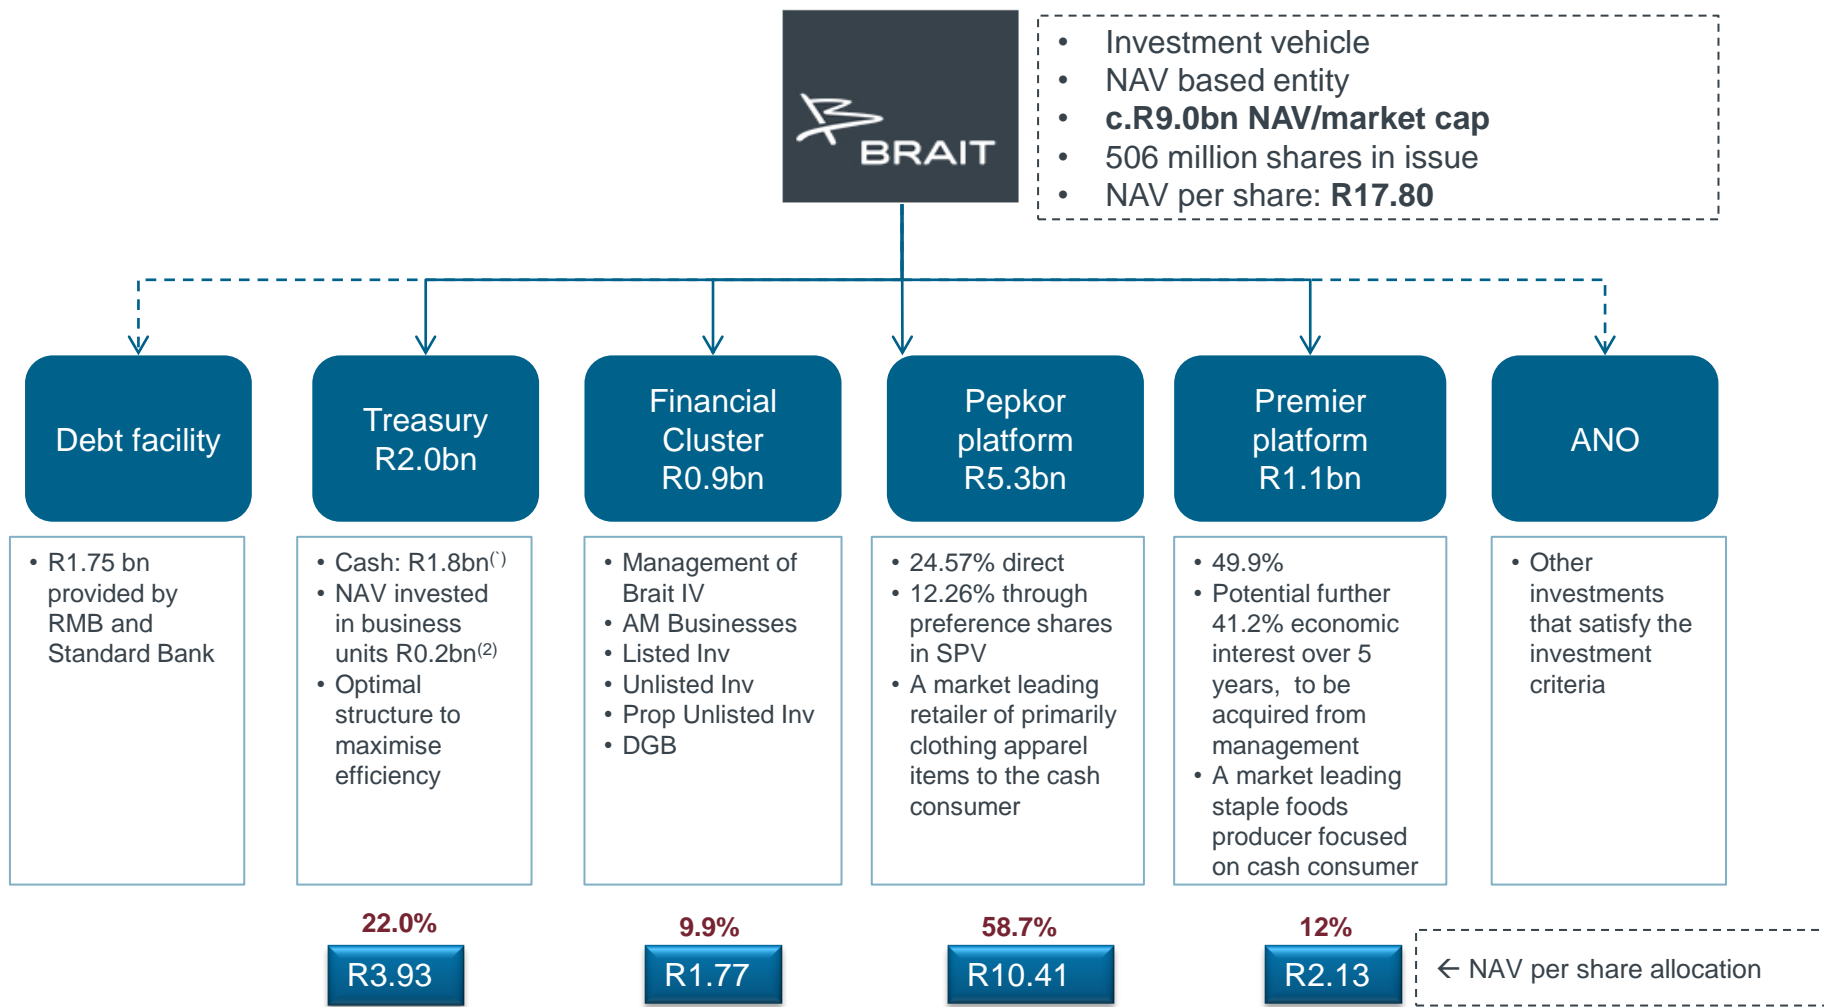 BRAIT
• Investment vehicle
• NAV based entity
• c.R9.0bn NAV/market cap
• 506 million shares in issue
• NAV per share: R17.80
Debt facility
• R1.75 bn
provided by
RMB and
Standard Bank
Treasury
R2.0bn
• Cash: R1.8bn(`)
• NAV invested
in business
units R0.2bn(2)
• Optimal
structure to
maximise
efficiency
22.0%
R3.93
Financial
Cluster
R0.9bn
• Management of
Brait IV
• AM Businesses
• Listed Inv
• Unlisted Inv
• Prop Unlisted Inv
• DGB
9.9%
R1.77
Pepkor
platform
R5.3bn
• 24.57% direct
• 12.26% through
preference shares
in SPV
• A market leading
retailer of primarily
clothing apparel
items to the cash
consumer
58.7%
R10.41
Premier
platform
R1.1bn
• 49.9%
• Potential further
41.2% economic
interest over 5
years, to be
acquired from
management
• A market leading
staple foods
producer focused
on cash consumer
12%
R2.13
ANO
• Other
investments
that satisfy the
investment
criteria
← NAV per share allocation